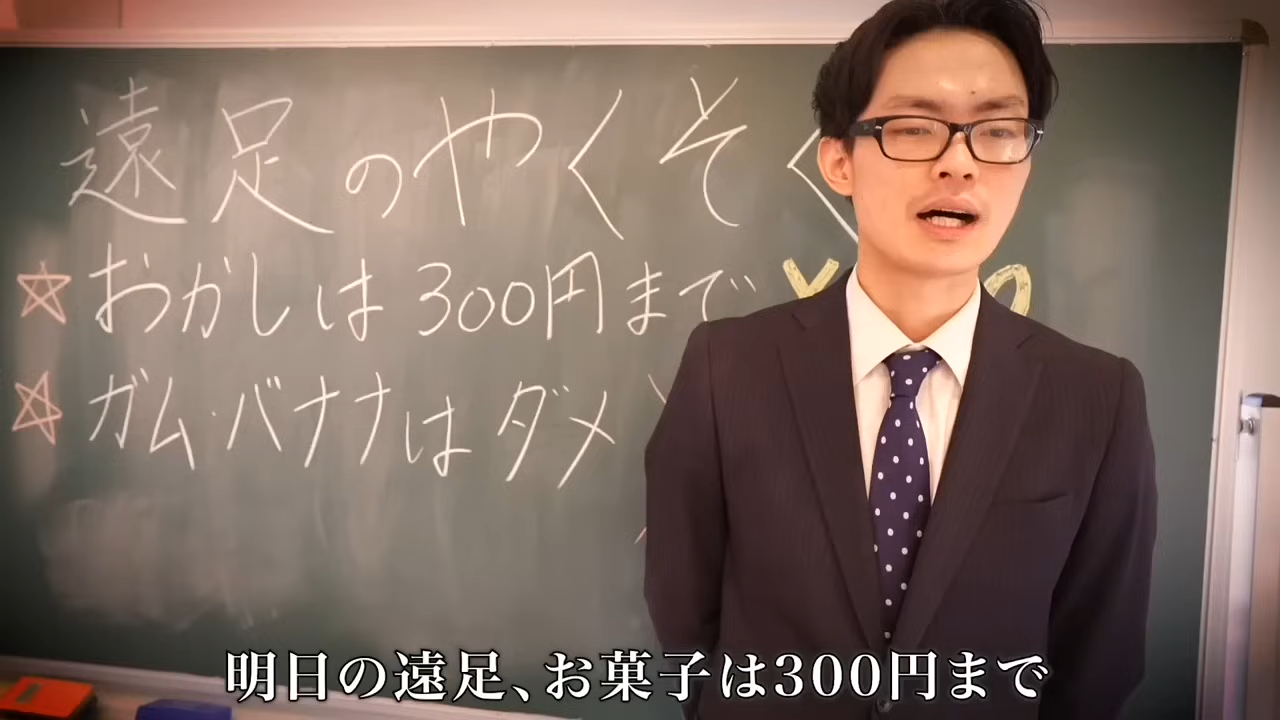 遠足のやくそく
☆おかしは300円まで
☆ガム・バナナはダメ
明日の遠足、お菓子は300円まで